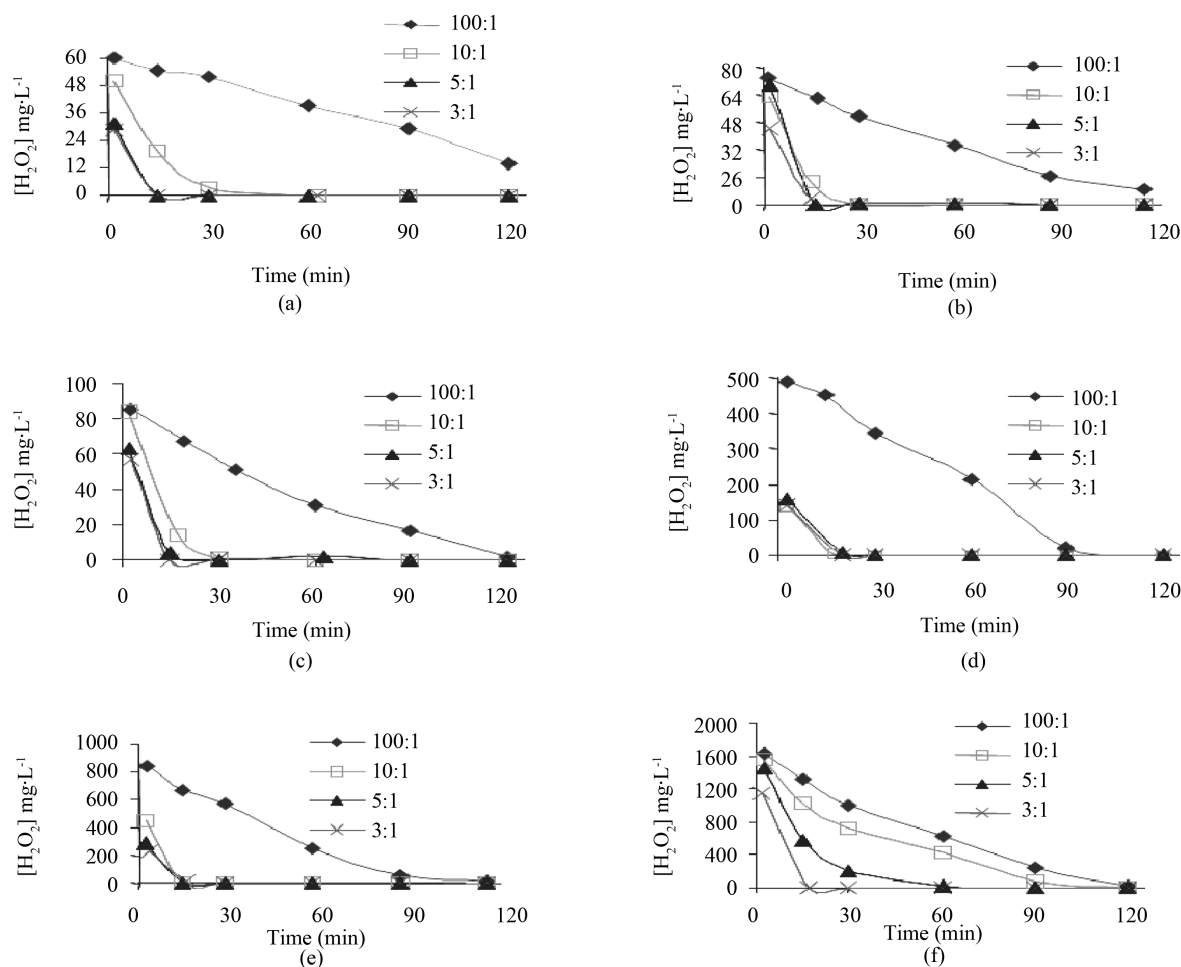 100:1
10:1
5:1
3:1
60
48
36
24
12
0
[H₂O₂] mg·L⁻¹
0 30 60 90 120
Time (min)
(a)
100:1
10:1
5:1
3:1
80
64
48
32
26
0
[H₂O₂] mg·L⁻¹
0 30 60 90 120
Time (min)
(b)
100:1
10:1
5:1
3:1
100
80
60
40
20
0
[H₂O₂] mg·L⁻¹
0 30 60 90 120
Time (min)
(c)
100:1
10:1
5:1
3:1
500
400
300
200
100
0
[H₂O₂] mg·L⁻¹
0 30 60 90 120
Time (min)
(d)
100:1
10:1
5:1
3:1
1000
800
600
400
200
0
[H₂O₂] mg·L⁻¹
0 30 60 90 120
Time (min)
(e)
100:1
10:1
5:1
3:1
2000
1600
1200
800
400
0
[H₂O₂] mg·L⁻¹
0 30 60 90 120
Time (min)
(f)